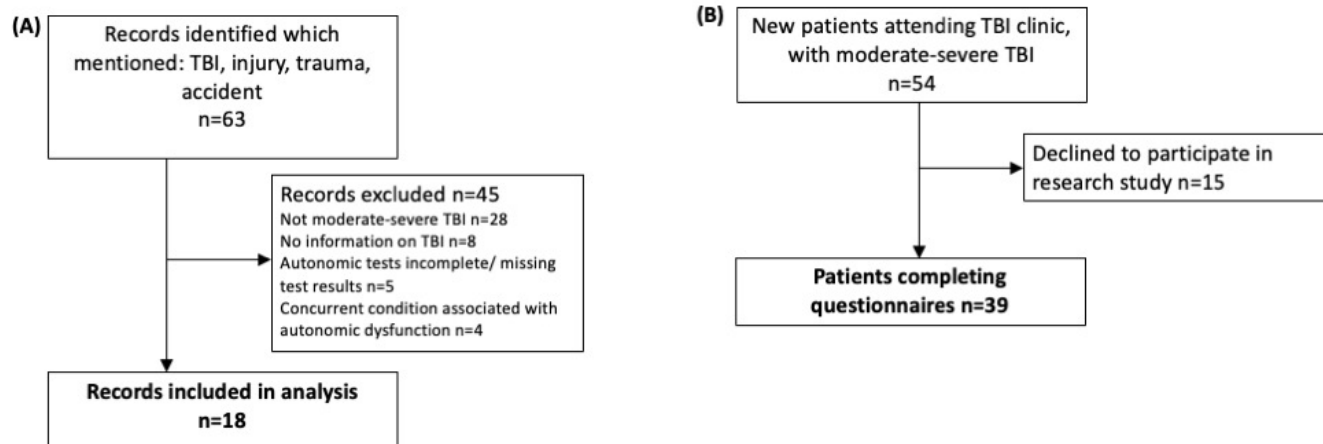 (A)
Records identified which
mentioned: TBI, injury, trauma,
accident
n=63
Records excluded n=45
Not moderate-severe TBI n=28
No information on TBI n=8
Autonomic tests incomplete/ missing
test results n=5
Concurrent condition associated with
autonomic dysfunction n=4
Records included in analysis
n=18
(B)
New patients attending TBI clinic,
with moderate-severe TBI
n=54
Declined to participate in
research study n=15
Patients completing
questionnaires n=39